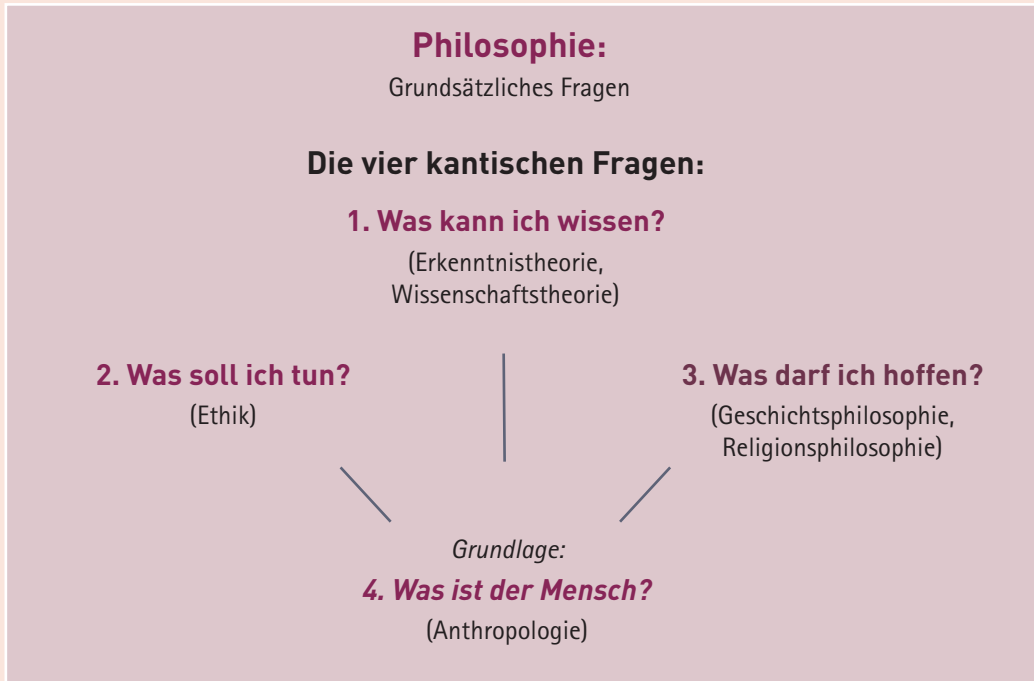 Philosophie:
Grundsätzliches Fragen
Die vier kantischen Fragen:
1. Was kann ich wissen?
(Erkenntnistheorie,
Wissenschaftstheorie)
2. Was soll ich tun?
(Ethik)
3. Was darf ich hoffen?
(Geschichtsphilosophie,
Religionsphilosophie)
Grundlage:
4. Was ist der Mensch?
(Anthropologie)